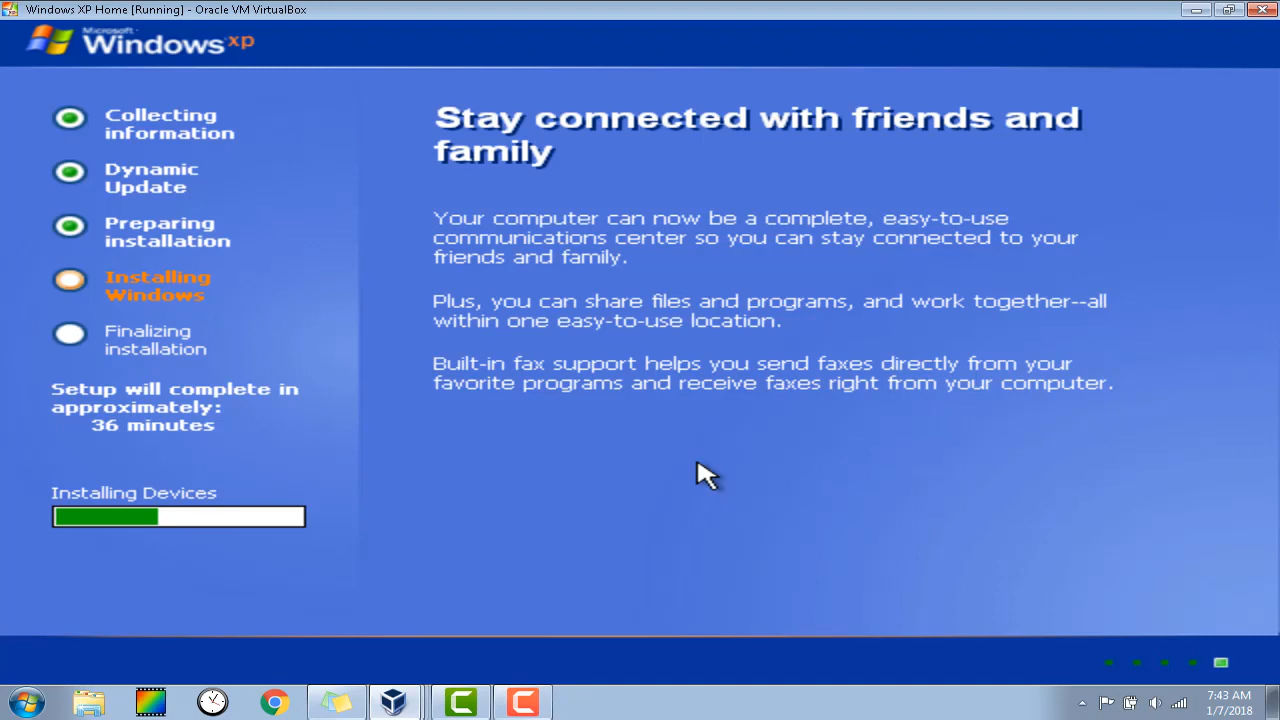 Windows XP Home [Running] - Oracle VM VirtualBox
Microsoft
Windows xp
Collecting
information
Dynamic
Update
Preparing
installation
Installing
Windows
Finalizing
installation
Setup will complete in
approximately:
36 minutes
Installing Devices
Stay connected with friends and
family
Your computer can now be a complete, easy-to-use
communications center so you can stay connected to your
friends and family.
Plus, you can share files and programs, and work together--all
within one easy-to-use location.
Built-in fax support helps you send faxes directly from your
favorite programs and receive faxes right from your computer.
7:43 AM
1/7/2018